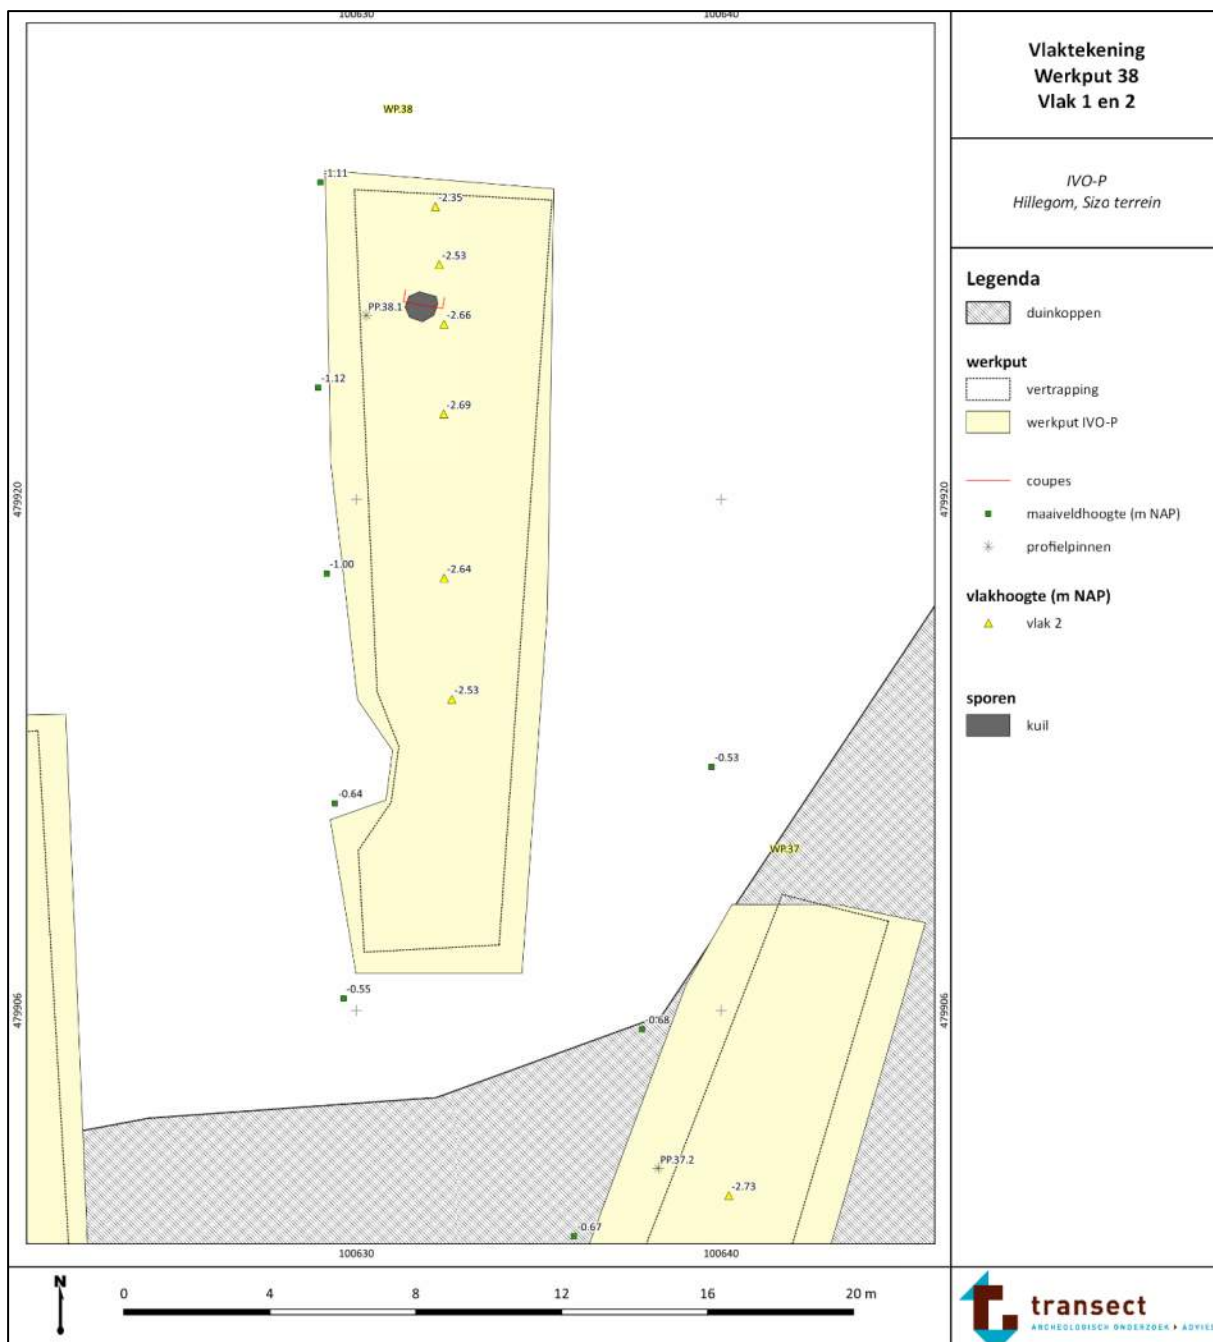 100630
100640
WP.38
-1.11
-2.35
-2.53
PP.38.1
-2.66
-1.12
-2.69
479920
479920
-1.00
-2.64
-2.53
-0.53
-0.64
WP.37
-0.55
479906
479906
-0.68
PP.37.2
-2.73
-0.67
100630
100640
N
0
4
8
12
16
20 m
Vlaktekening
Werkput 38
Vlak 1 en 2
IVO-P
Hillegom, Sizo terrein
Legenda
duinkoppen
werkput
vertrapping
werkput IVO-P
coupes
maaiveldhoogte (m NAP)
profielpinnen
vlakhoogte (m NAP)
vlak 2
sporen
kuil
transect
ARCHEOLOGISCH ONDERZOEK & ADVIES